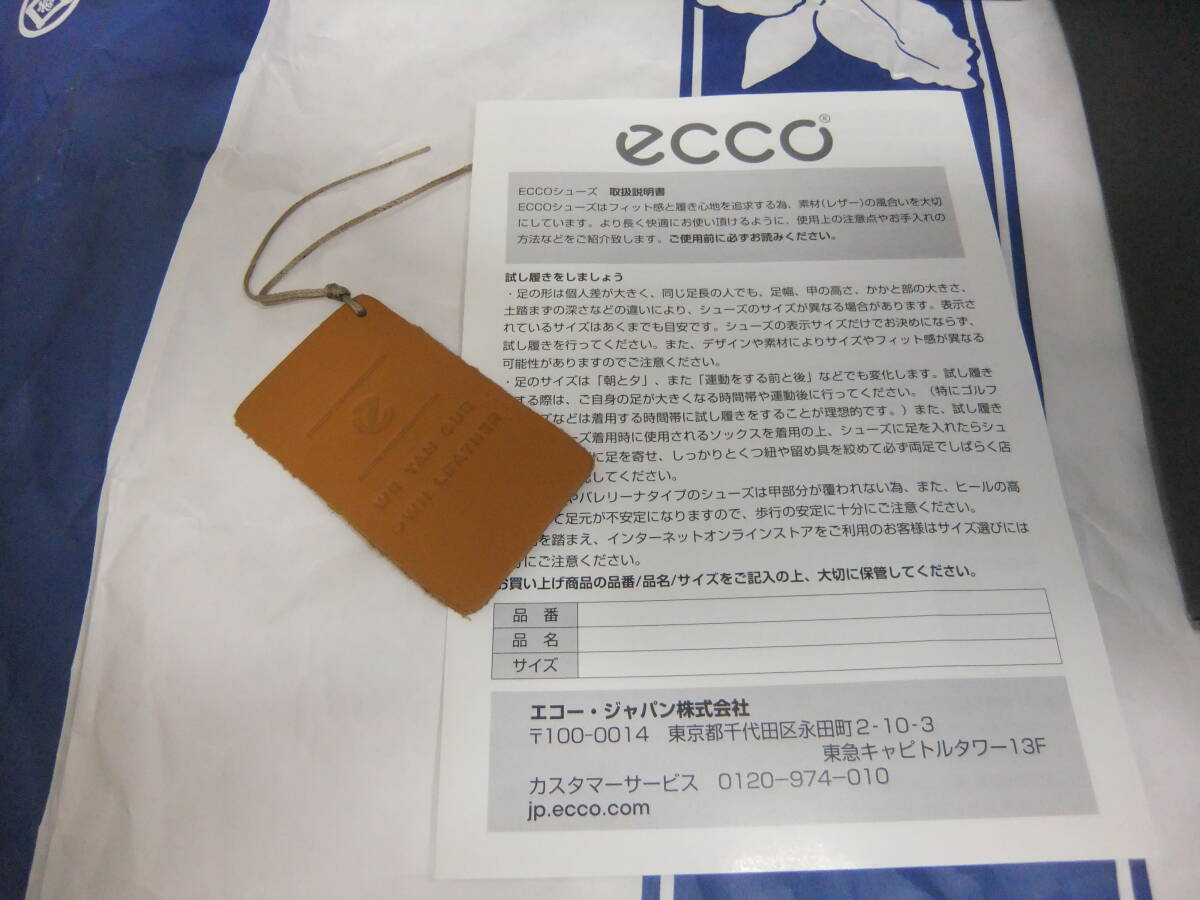 ecco®
ECCOシューズ 取扱説明書
ECCOシューズはフィット感と履き心地を追求する為、素材(レザー)の風合いを大切
にしています。より長く快適にお使い頂けるように、使用上の注意点やお手入れの
方法などをご紹介致します。ご使用前に必ずお読みください。
試し履きをしましょう
・足の形は個人差が大きく、同じ足長の人でも、足幅、甲の高さ、かかと部の大きさ、
土踏まずの深さなどの違いにより、シューズのサイズが異なる場合があります。表示さ
れているサイズはあくまでも目安です。シューズの表示サイズだけでお決めにならず、
試し履きを行ってください。また、デザインや素材によりサイズやフィット感が異なる
可能性がありますのでご注意ください。
・足のサイズは「朝と夕」、また「運動をする前と後」などでも変化します。試し履き
する際は、ご自身の足が大きくなる時間帯や運動後に行ってください。(特にゴルフ
ズなどは着用する時間帯に試し履きをすることが理想的です。)また、試し履き
ズ着用時に使用されるソックスを着用の上、シューズに足を入れたらシュ
に足を寄せ、しっかりとくつ紐や留め具を絞めて必ず両足でしばらく店
してください。
やバレリーナタイプのシューズは甲部分が覆われない為、また、ヒールの高
て足元が不安定になりますので、歩行の安定に十分にご注意ください。
を踏まえ、インターネットオンラインストアをご利用のお客様はサイズ選びには
にご注意ください。
お買い上げ商品の品番/品名/サイズをご記入の上、大切に保管してください。
品 番
品 名
サイズ
エコー・ジャパン株式会社
〒100-0014 東京都千代田区永田町2-10-3
東急キャピトルタワー13F
カスタマーサービス 0120-974-010
jp.ecco.com
WE TAN OUR
OWN LEATHER